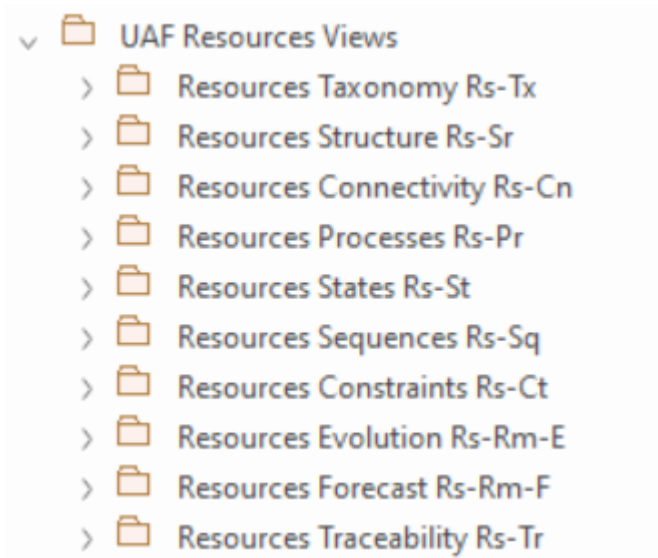 UAF Resources Views
Resources Taxonomy Rs-Tx
Resources Structure Rs-Sr
Resources Connectivity Rs-Cn
Resources Processes Rs-Pr
Resources States Rs-St
Resources Sequences Rs-Sq
Resources Constraints Rs-Ct
Resources Evolution Rs-Rm-E
Resources Forecast Rs-Rm-F
Resources Traceability Rs-Tr